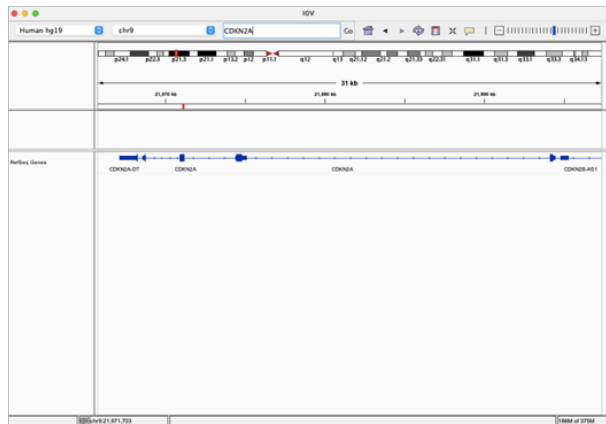 IGV
Human hg19 chr9 CDKN2A Go
p24.1 p22.3 p21.3 p21.1 p13.2 p12 p11.1 q12 q13 q21.12 q21.2 q21.33 q22.31 q31.1 q31.3 q33.1 q33.3 q34.13
31 kb
21,970 kb 21,980 kb 21,990 kb
RefSeq Genes
CDKN2A-DT CDKN2A CDKN2A CDKN2B-AS1
chr9:21,971,703